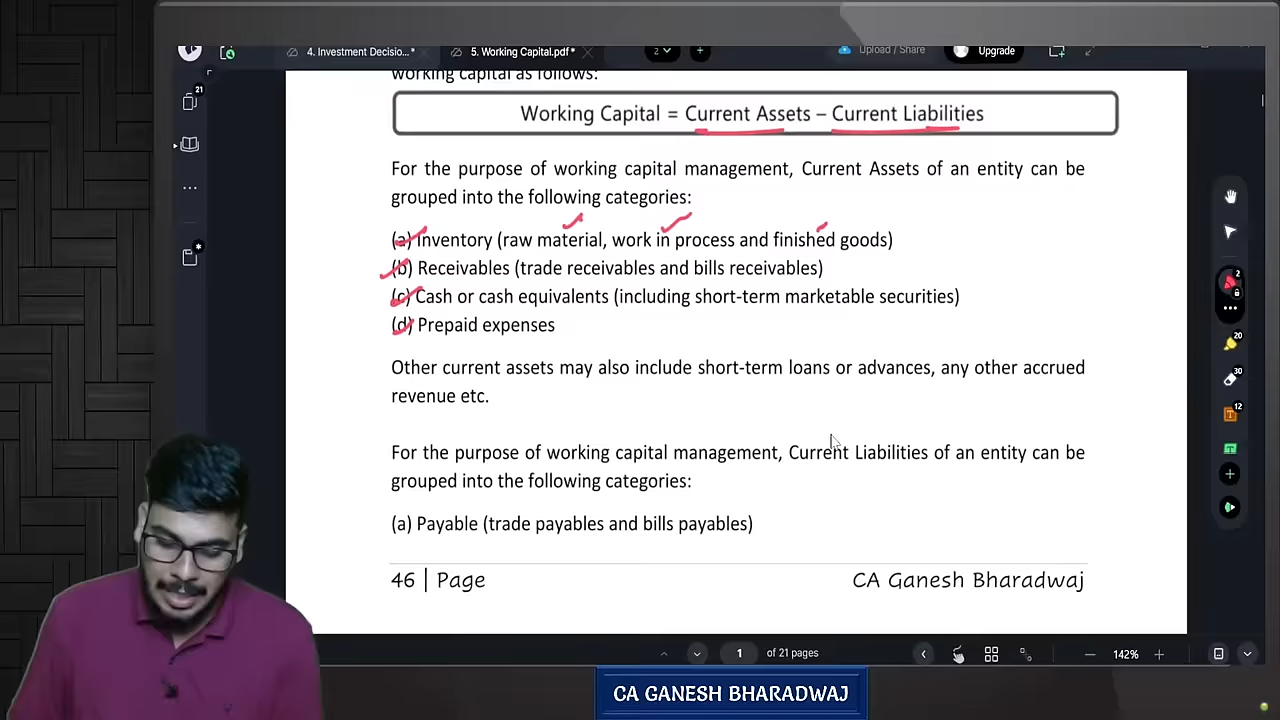 21
4. Investment Decisio...*
5. Working Capital.pdf*
2
Upload / Share
Upgrade
working capital as follows:
Working Capital = Current Assets – Current Liabilities
For the purpose of working capital management, Current Assets of an entity can be
grouped into the following categories:
(a) Inventory (raw material, work in process and finished goods)
(b) Receivables (trade receivables and bills receivables)
(c) Cash or cash equivalents (including short-term marketable securities)
(d) Prepaid expenses
Other current assets may also include short-term loans or advances, any other accrued
revenue etc.
For the purpose of working capital management, Current Liabilities of an entity can be
grouped into the following categories:
(a) Payable (trade payables and bills payables)
46 | Page
CA Ganesh Bharadwaj
2
20
30
12
1
of 21 pages
142%
CA GANESH BHARADWAJ